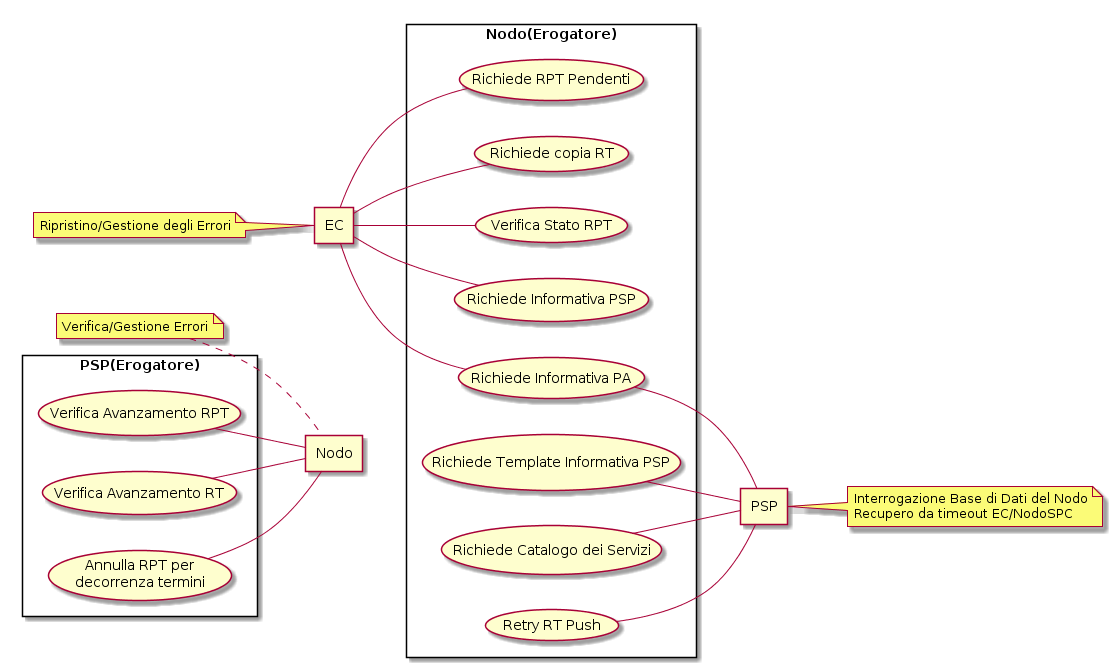 Nodo(Erogatore)
Richiede RPT Pendenti
Richiede copia RT
Verifica Stato RPT
Richiede Informativa PSP
Richiede Informativa PA
Richiede Template Informativa PSP
Richiede Catalogo dei Servizi
Retry RT Push
Ripristino/Gestione degli Errori
EC
Verifica/Gestione Errori
PSP(Erogatore)
Verifica Avanzamento RPT
Verifica Avanzamento RT
Annulla RPT per
decorrenza termini
Nodo
PSP
Interrogazione Base di Dati del Nodo
Recupero da timeout EC/NodoSPC